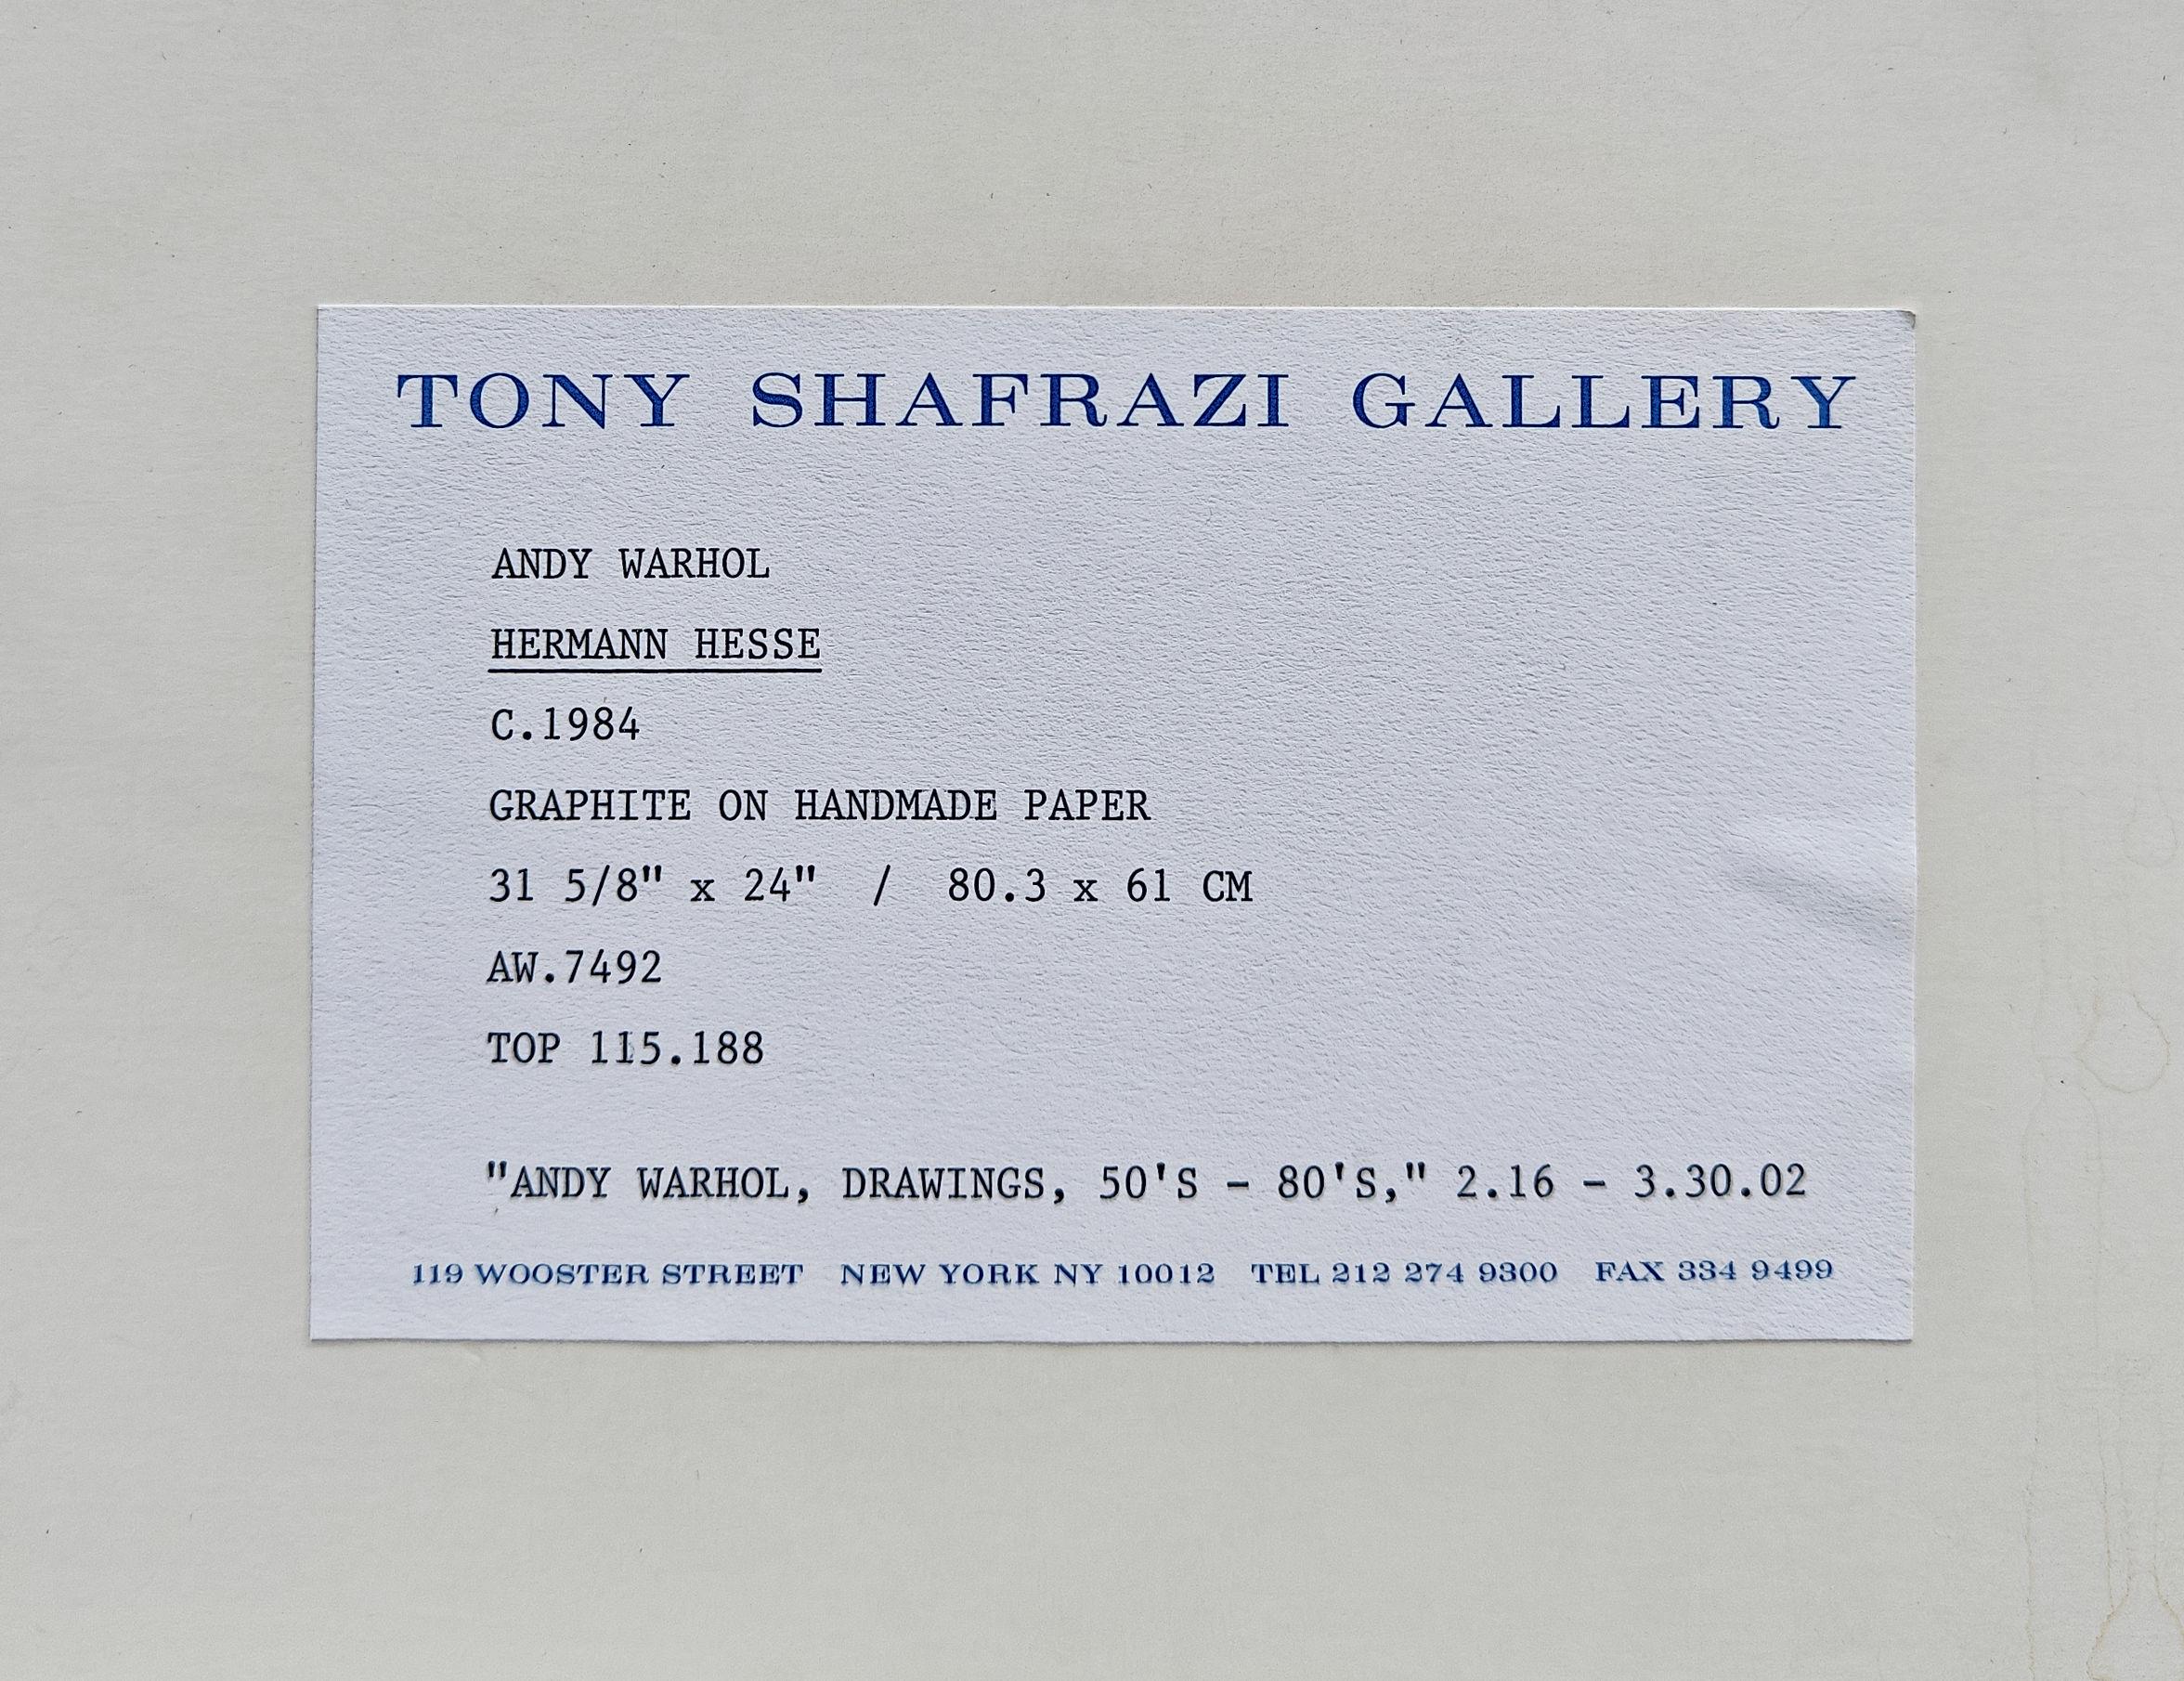 TONY SHAFRAZI GALLERY
ANDY WARHOL
HERMANN HESSE
C.1984
GRAPHITE ON HANDMADE PAPER
31 5/8" x 24" / 80.3 x 61 CM
AW.7492
TOP 115.188
"ANDY WARHOL, DRAWINGS, 50'S - 80'S," 2.16 - 3.30.02
119 WOOSTER STREET NEW YORK NY 10012 TEL 212 274 9300 FAX 334 9499